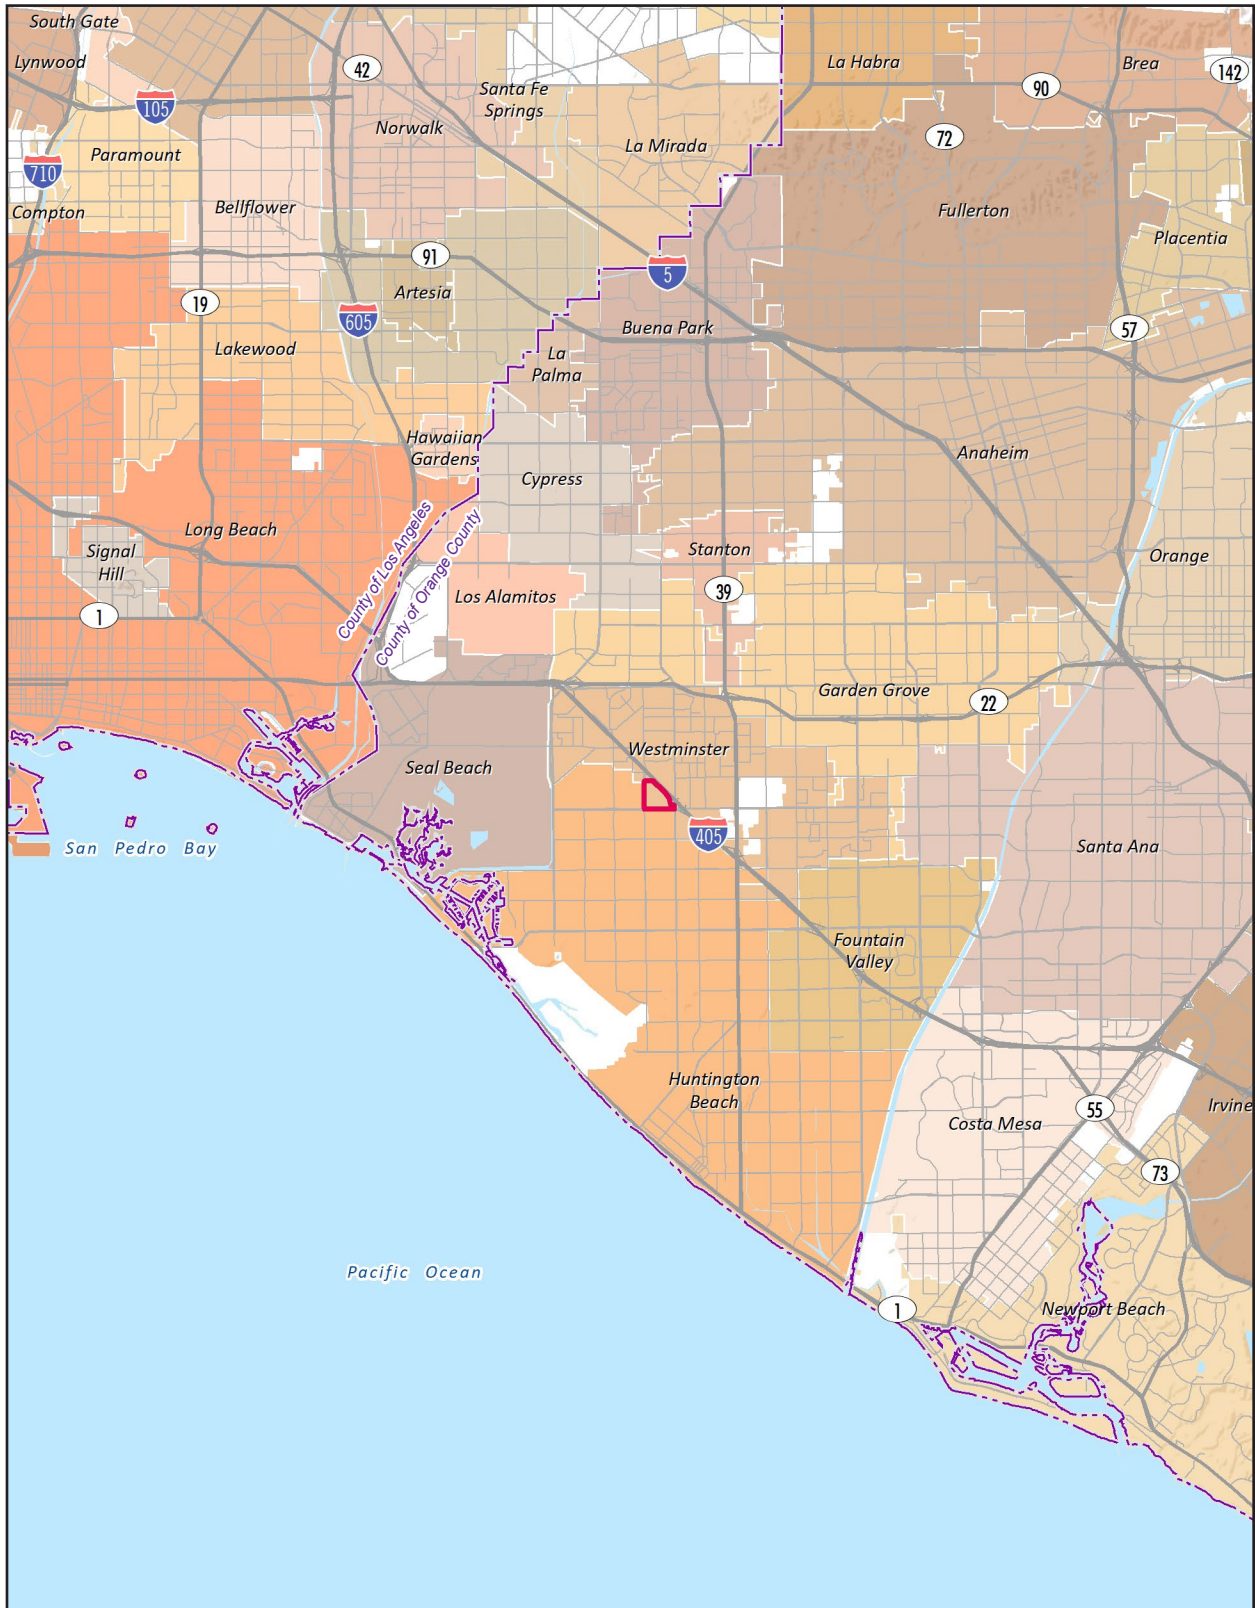 South Gate
Lynwood
42
Santa Fe
Springs
La Habra
Brea
142
90
105
Norwalk
La Mirada
72
Paramount
710
Compton
Bellflower
Fullerton
Placentia
91
5
19
Artesia
605
Buena Park
57
Lakewood
La
Palma
Hawaiian
Gardens
Cypress
Anaheim
Long Beach
County of Los Angeles
County of Orange County
Signal
Hill
Stanton
Orange
Los Alamitos
39
1
Garden Grove
22
Westminster
Seal Beach
405
San Pedro Bay
Santa Ana
Fountain
Valley
Huntington
Beach
Costa Mesa
55
Irvine
73
Pacific Ocean
1
Newport Beach